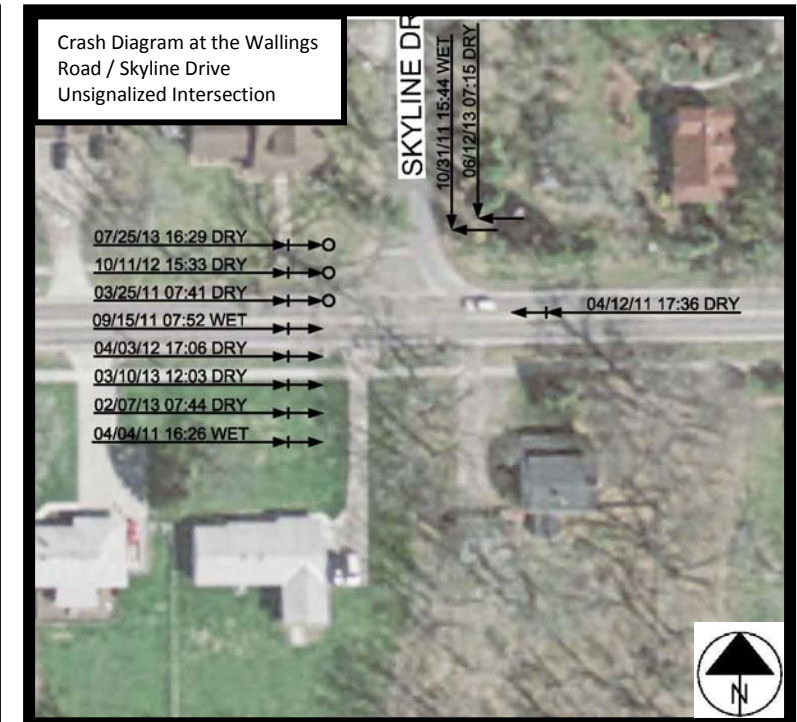 Crash Diagram at the Wallings
Road / Skyline Drive
Unsignalized Intersection
SKYLINE DR
10/31/11 15:44 WET
06/12/13 07:15 DRY
07/25/13 16:29 DRY
10/11/12 15:33 DRY
03/25/11 07:41 DRY
09/15/11 07:52 WET
04/03/12 17:06 DRY
03/10/13 12:03 DRY
02/07/13 07:44 DRY
04/04/11 16:26 WET
04/12/11 17:36 DRY
N